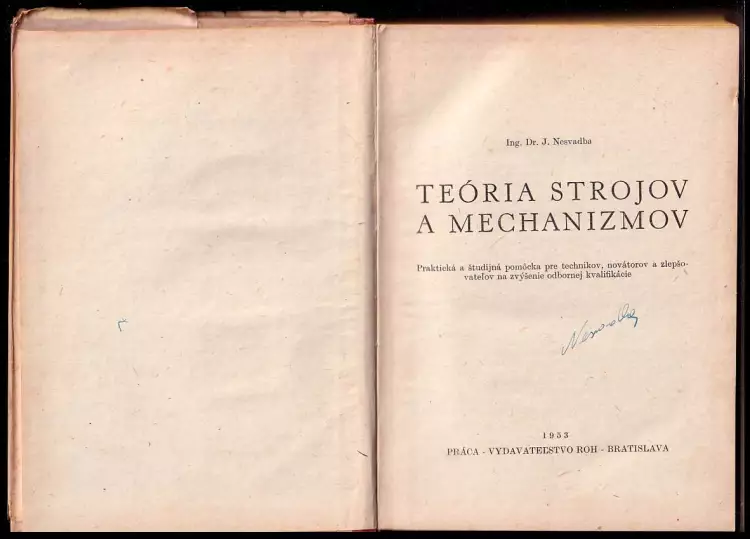 Ing. Dr. J. Nesvadba
TEÓRIA STROJOV
A MECHANIZMOV
Praktická a študijná pomôcka pre technikov, novátorov a zlepšo-
vateľov na zvýšenie odbornej kvalifikácie
1953
PRÁCA - VYDAVATEĽSTVO ROH - BRATISLAVA